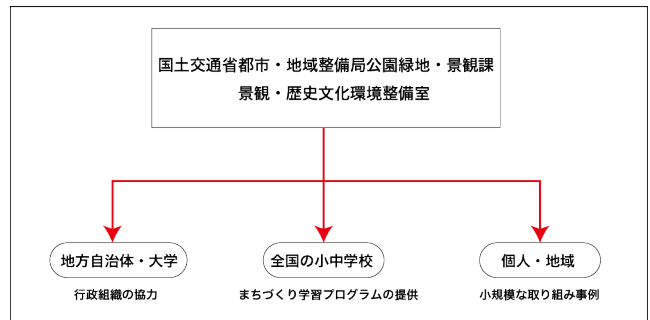 国土交通省都市・地域整備局公園緑地・景観課
景観・歴史文化環境整備室
地方自治体・大学
全国の小中学校
個人・地域
行政組織の協力
まちづくり学習プログラムの提供
小規模な取り組み事例